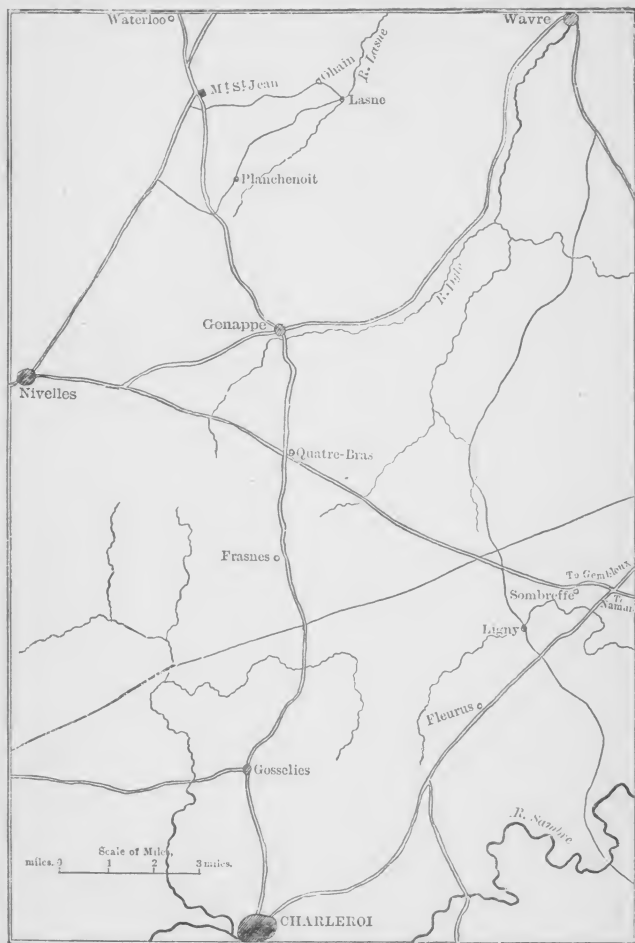 Waterloo
Wavre
Mt. St. Jean
Ohain
R. Lasne
Lasne
Planchenoit
R. Dyle
Genappe
Nivelles
Quatre-Bras
Frasnes
To Gembloux
Sombreffe
To Namur
Ligny
Fleurus
Gosselies
R. Sambre
Scale of Miles.
miles. 0 1 2 3 miles.
CHARLEROI